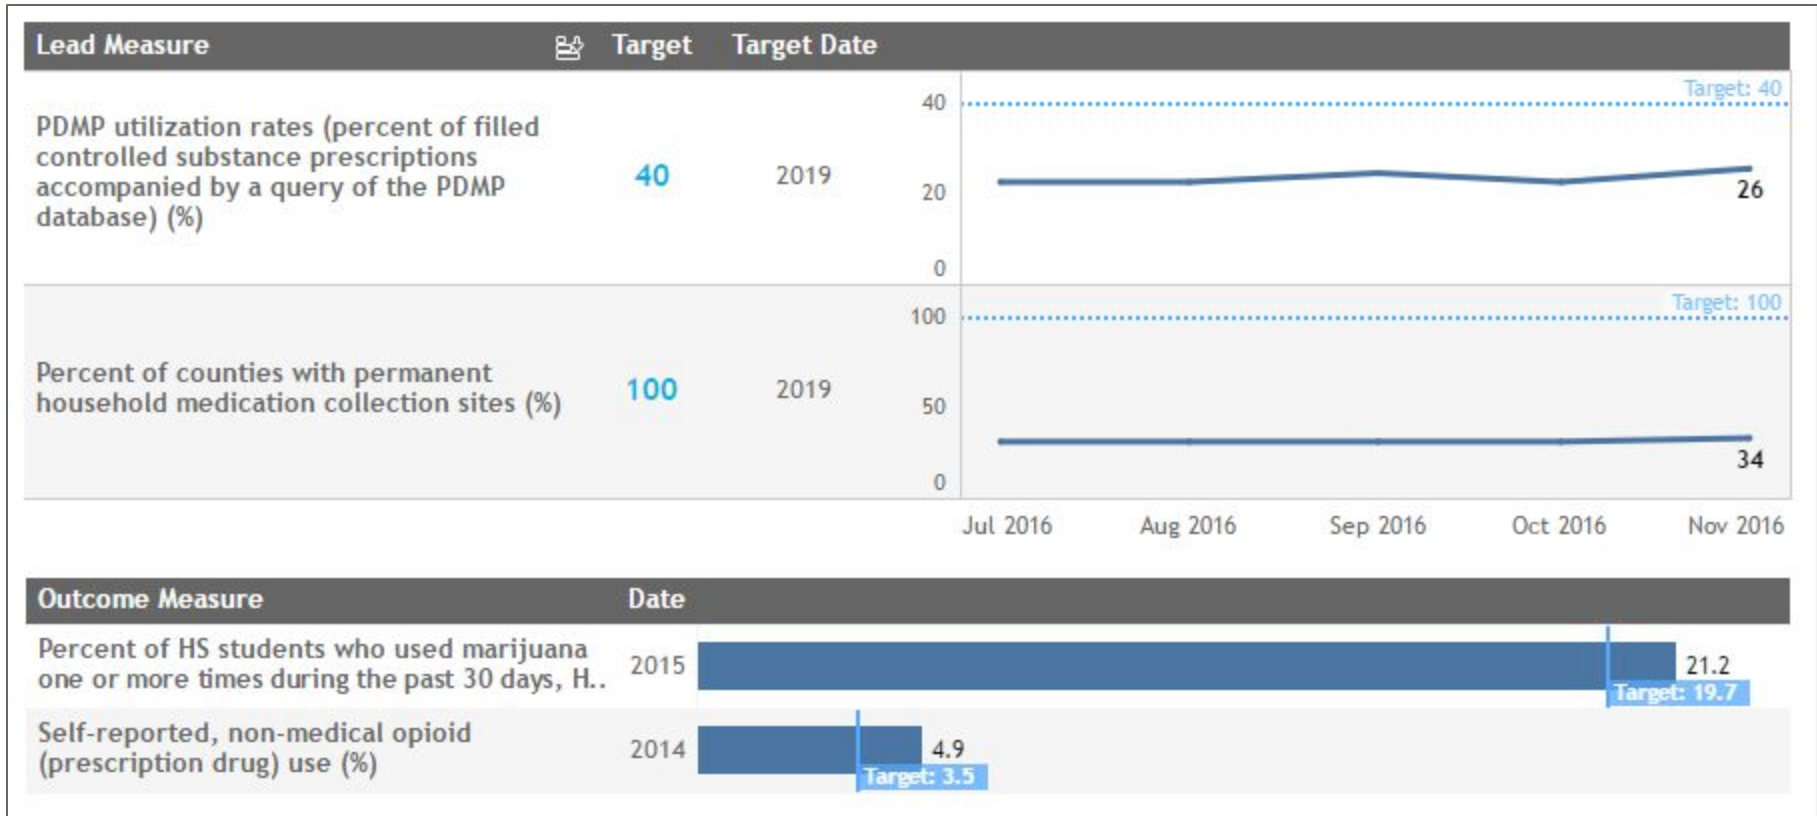 Lead Measure Target Target Date
PDMP utilization rates (percent of filled
controlled substance prescriptions
accompanied by a query of the PDMP
database) (%)
40
2019
40
20
0
Target: 40
26
Percent of counties with permanent
household medication collection sites (%)
100
2019
100
50
0
Target: 100
34
Jul 2016 Aug 2016 Sep 2016 Oct 2016 Nov 2016
Outcome Measure Date
Percent of HS students who used marijuana
one or more times during the past 30 days, H..
2015
21.2
Target: 19.7
Self-reported, non-medical opioid
(prescription drug) use (%)
2014
4.9
Target: 3.5